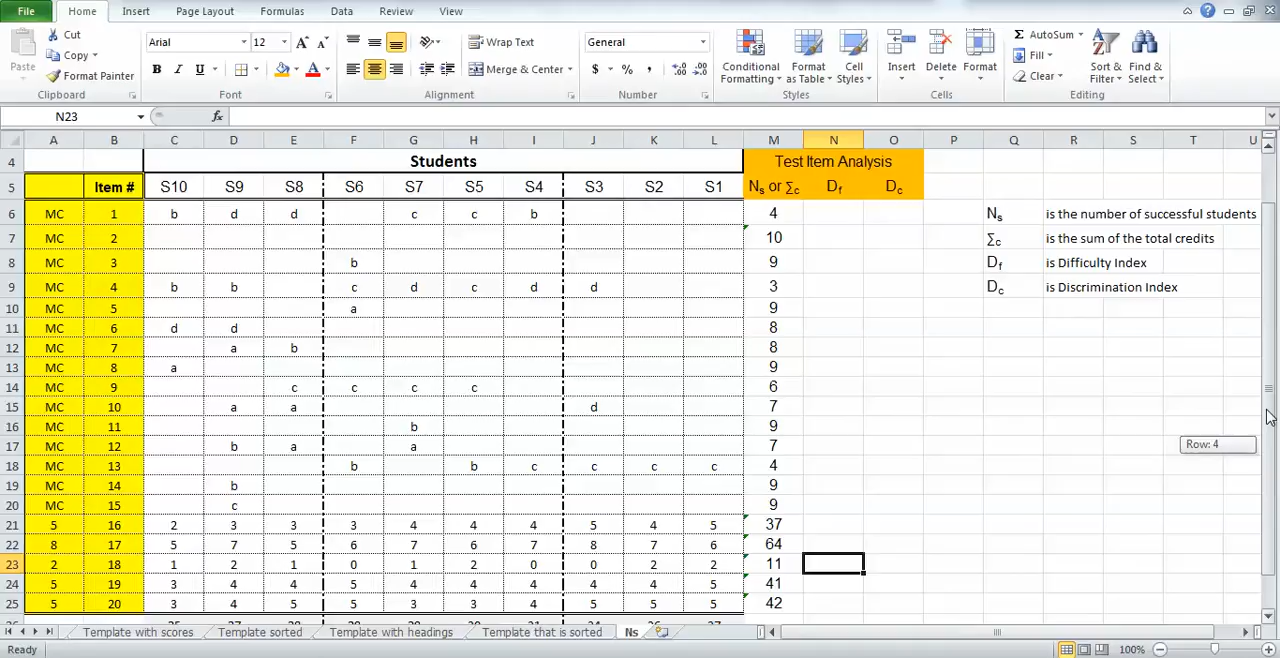 File Home Insert Page Layout Formulas Data Review View
Cut Arial 12 Wrap Text General AutoSum
Copy Fill
Paste Format Painter B I U Merge & Center $ % , Conditional Formatting Format as Table Cell Styles Insert Delete Format Clear Sort & Filter Find & Select
Clipboard Font Alignment Number Styles Cells Editing
N23 fx
A B C D E F G H I J K L M N O P Q R S T U
4 Students Test Item Analysis
5 Item # S10 S9 S8 S6 S7 S5 S4 S3 S2 S1 Ns or ∑c Df Dc
6 MC 1 b d d c c b 4 Ns is the number of successful students
7 MC 2 10 ∑c is the sum of the total credits
8 MC 3 b 9 Df is Difficulty Index
9 MC 4 b b c d c d d 3 Dc is Discrimination Index
10 MC 5 a 9
11 MC 6 d d 8
12 MC 7 a b 8
13 MC 8 a 9
14 MC 9 c c c c 6
15 MC 10 a a d 7
16 MC 11 b 9
17 MC 12 b a a 7 Row: 4
18 MC 13 b b c c c c 4
19 MC 14 b 9
20 MC 15 c 9
21 5 16 2 3 3 3 4 4 4 5 4 5 37
22 8 17 5 7 5 6 7 6 7 8 7 6 64
23 2 18 1 2 1 0 1 2 0 0 2 2 11
24 5 19 3 4 4 5 4 4 4 4 4 5 41
25 5 20 3 4 5 5 3 3 4 5 5 5 42
Template with scores Template sorted Template with headings Template that is sorted Ns
Ready 100%